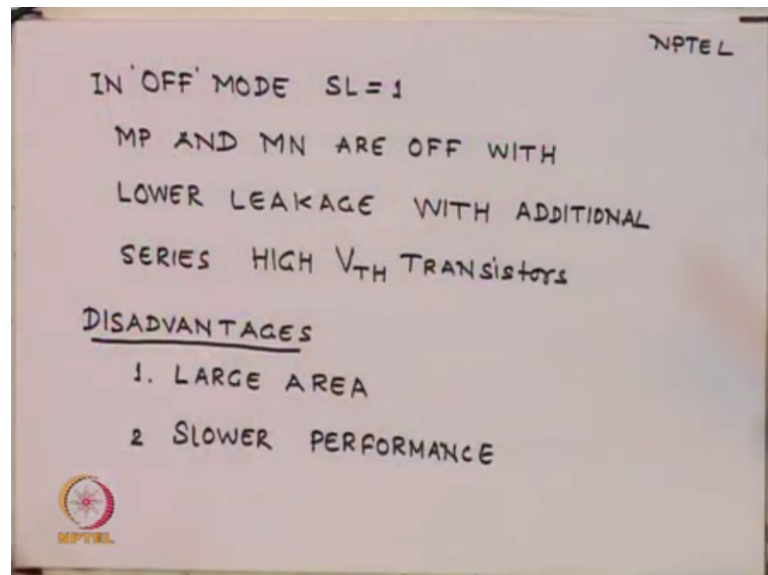 NPTEL
IN 'OFF' MODE SL = 1
MP AND MN ARE OFF WITH
LOWER LEAKAGE WITH ADDITIONAL
SERIES HIGH VTH TRANSistors
DISADVANTAGES
1. LARGE AREA
2 SLOWER PERFORMANCE
NPTEL